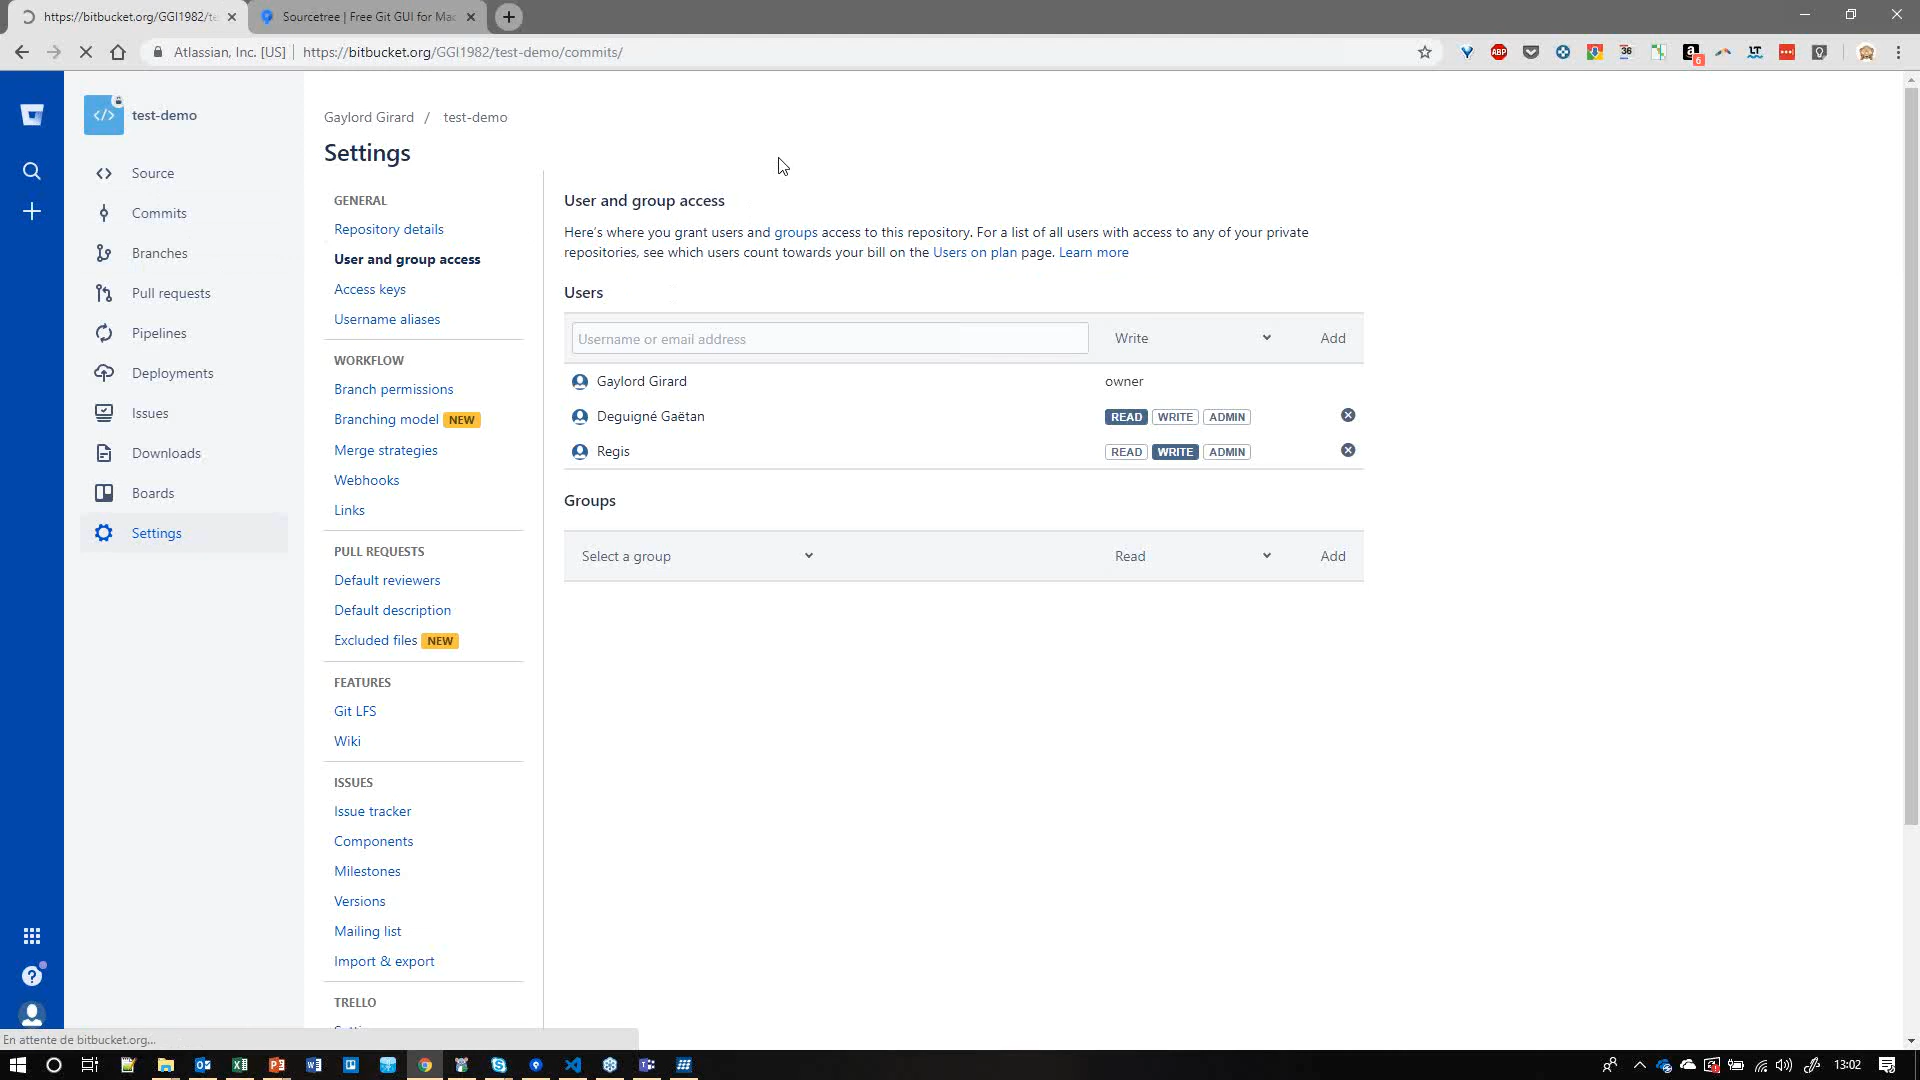 https://bitbucket.org/GGI1982/te
Sourcetree | Free Git GUI for Mac
Atlassian, Inc. [US] | https://bitbucket.org/GGI1982/test-demo/commits/
ABP
36
a
6
LT
test-demo
Source
Commits
Branches
Pull requests
Pipelines
Deployments
Issues
Downloads
Boards
Settings
Gaylord Girard / test-demo
Settings
GENERAL
Repository details
User and group access
Access keys
Username aliases
WORKFLOW
Branch permissions
Branching model NEW
Merge strategies
Webhooks
Links
PULL REQUESTS
Default reviewers
Default description
Excluded files NEW
FEATURES
Git LFS
Wiki
ISSUES
Issue tracker
Components
Milestones
Versions
Mailing list
Import & export
TRELLO
User and group access
Here's where you grant users and groups access to this repository. For a list of all users with access to any of your private
repositories, see which users count towards your bill on the Users on plan page. Learn more
Users
Username or email address Write Add
Gaylord Girard owner
Deguigné Gaëtan READ WRITE ADMIN
Regis READ WRITE ADMIN
Groups
Select a group Read Add
En attente de bitbucket.org...
13:02